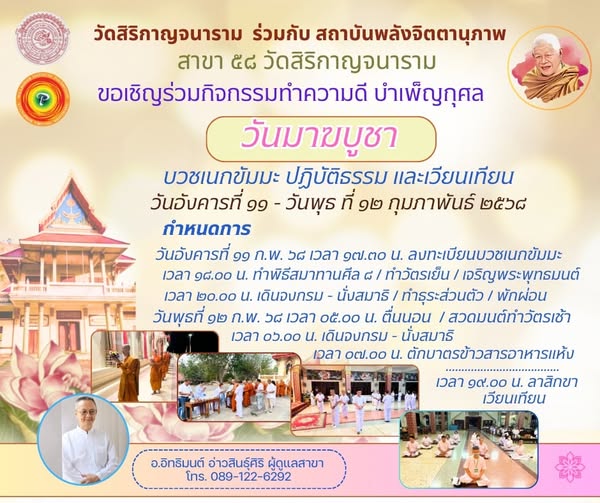 วัดสิริกาญจนาราม ร่วมกับ สถาบันพลังจิตตานุภาพ
สาขา ๕๘ วัดสิริกาญจนาราม
ขอเชิญร่วมกิจกรรมทำความดี บำเพ็ญกุศล
วันมาฆบูชา
บวชเนกขัมมะ ปฏิบัติธรรม และเวียนเทียน
วันอังคารที่ ๑๑ - วันพุธ ที่ ๑๒ กุมภาพันธ์ ๒๕๖๘
กำหนดการ
วันอังคารที่ ๑๑ ก.พ. ๖๘ เวลา ๑๗.๓๐ น. ลงทะเบียนบวชเนกขัมมะ
เวลา ๑๘.๐๐ น. ทำพิธีสมาทานศีล ๘ / ทำวัตรเย็น / เจริญพระพุทธมนต์
เวลา ๒๐.๐๐ น. เดินจงกรม - นั่งสมาธิ / ทำธุระส่วนตัว / พักผ่อน
วันพุธที่ ๑๒ ก.พ. ๖๘ เวลา ๐๕.๐๐ น. ตื่นนอน / สวดมนต์ทำวัตรเช้า
เวลา ๐๖.๐๐ น. เดินจงกรม - นั่งสมาธิ
เวลา ๐๗.๐๐ น. ตักบาตรข้าวสารอาหารแห้ง
..............................
เวลา ๑๙.๐๐ น. ลาสิกขา
เวียนเทียน
อ.อิทธิมนต์ อ่าวสินธุ์ศิริ ผู้ดูแลสาขา
โทร. 089-122-6292